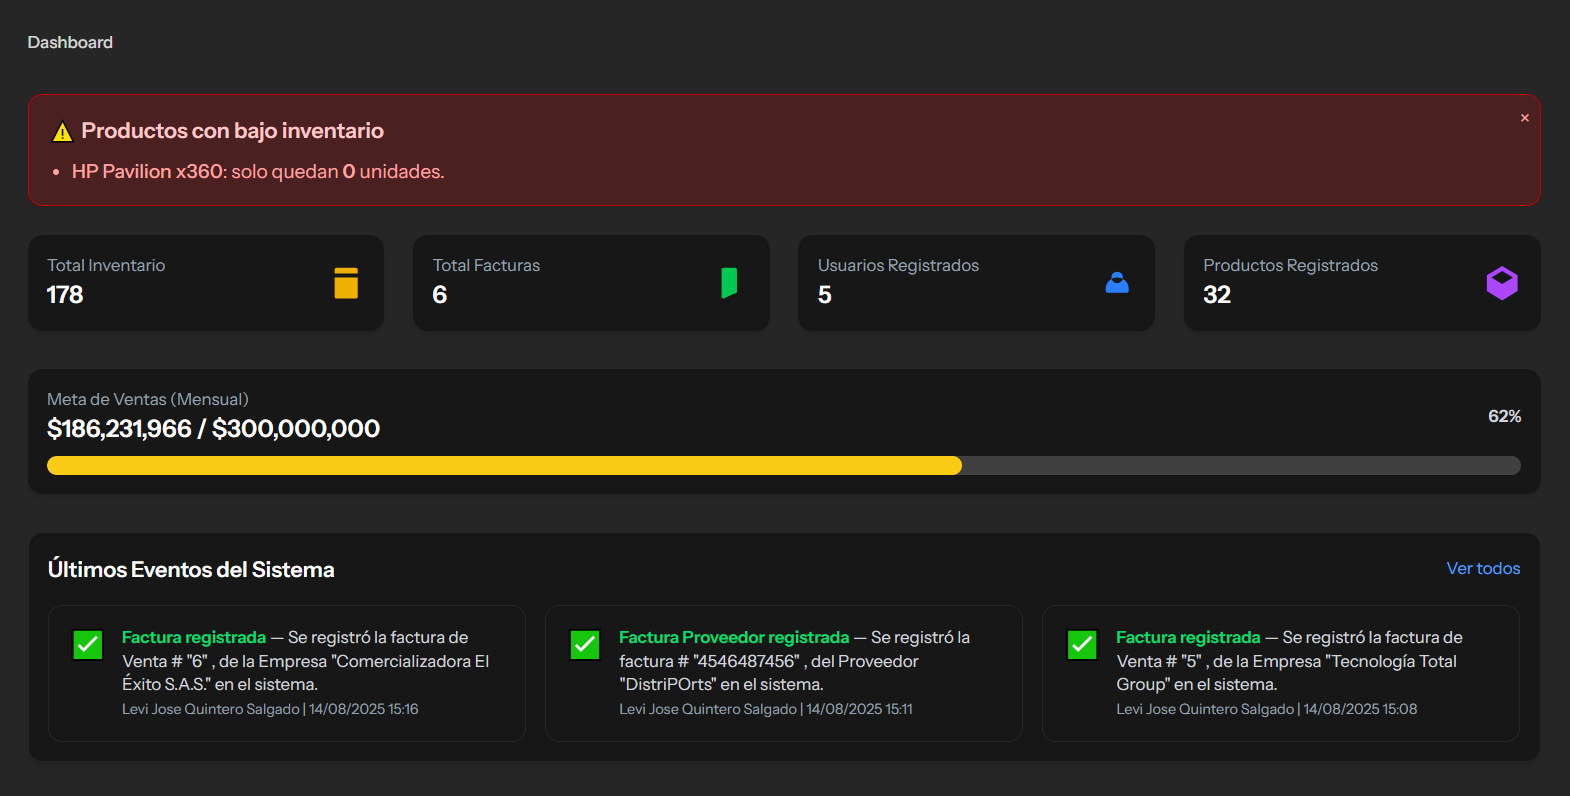 Dashboard
⚠️ Productos con bajo inventario
×
• HP Pavilion x360: solo quedan 0 unidades.
Total Inventario
178
Total Facturas
6
Usuarios Registrados
5
Productos Registrados
32
Meta de Ventas (Mensual)
$186,231,966 / $300,000,000
62%
Últimos Eventos del Sistema
Ver todos
Factura registrada — Se registró la factura de
Venta # "6" , de la Empresa "Comercializadora El
Éxito S.A.S." en el sistema.
Levi Jose Quintero Salgado | 14/08/2025 15:16
Factura Proveedor registrada — Se registró la
factura # "4546487456" , del Proveedor
"DistriPOrts" en el sistema.
Levi Jose Quintero Salgado | 14/08/2025 15:11
Factura registrada — Se registró la factura de
Venta # "5" , de la Empresa "Tecnología Total
Group" en el sistema.
Levi Jose Quintero Salgado | 14/08/2025 15:08